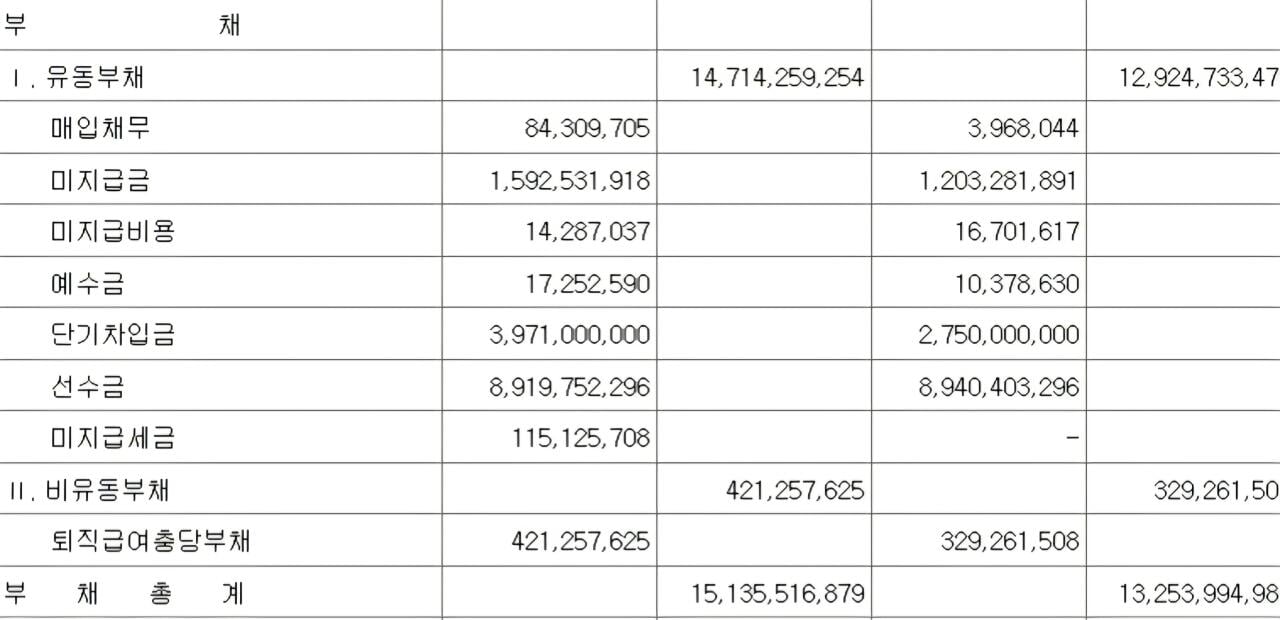 부 채
Ⅰ. 유동부채 14,714,259,254 12,924,733,47
매입채무 84,309,705 3,968,044
미지급금 1,592,531,918 1,203,281,891
미지급비용 14,287,037 16,701,617
예수금 17,252,590 10,378,630
단기차입금 3,971,000,000 2,750,000,000
선수금 8,919,752,296 8,940,403,296
미지급세금 115,125,708 -
Ⅱ. 비유동부채 421,257,625 329,261,50
퇴직급여충당부채 421,257,625 329,261,508
부 채 총 계 15,135,516,879 13,253,994,98